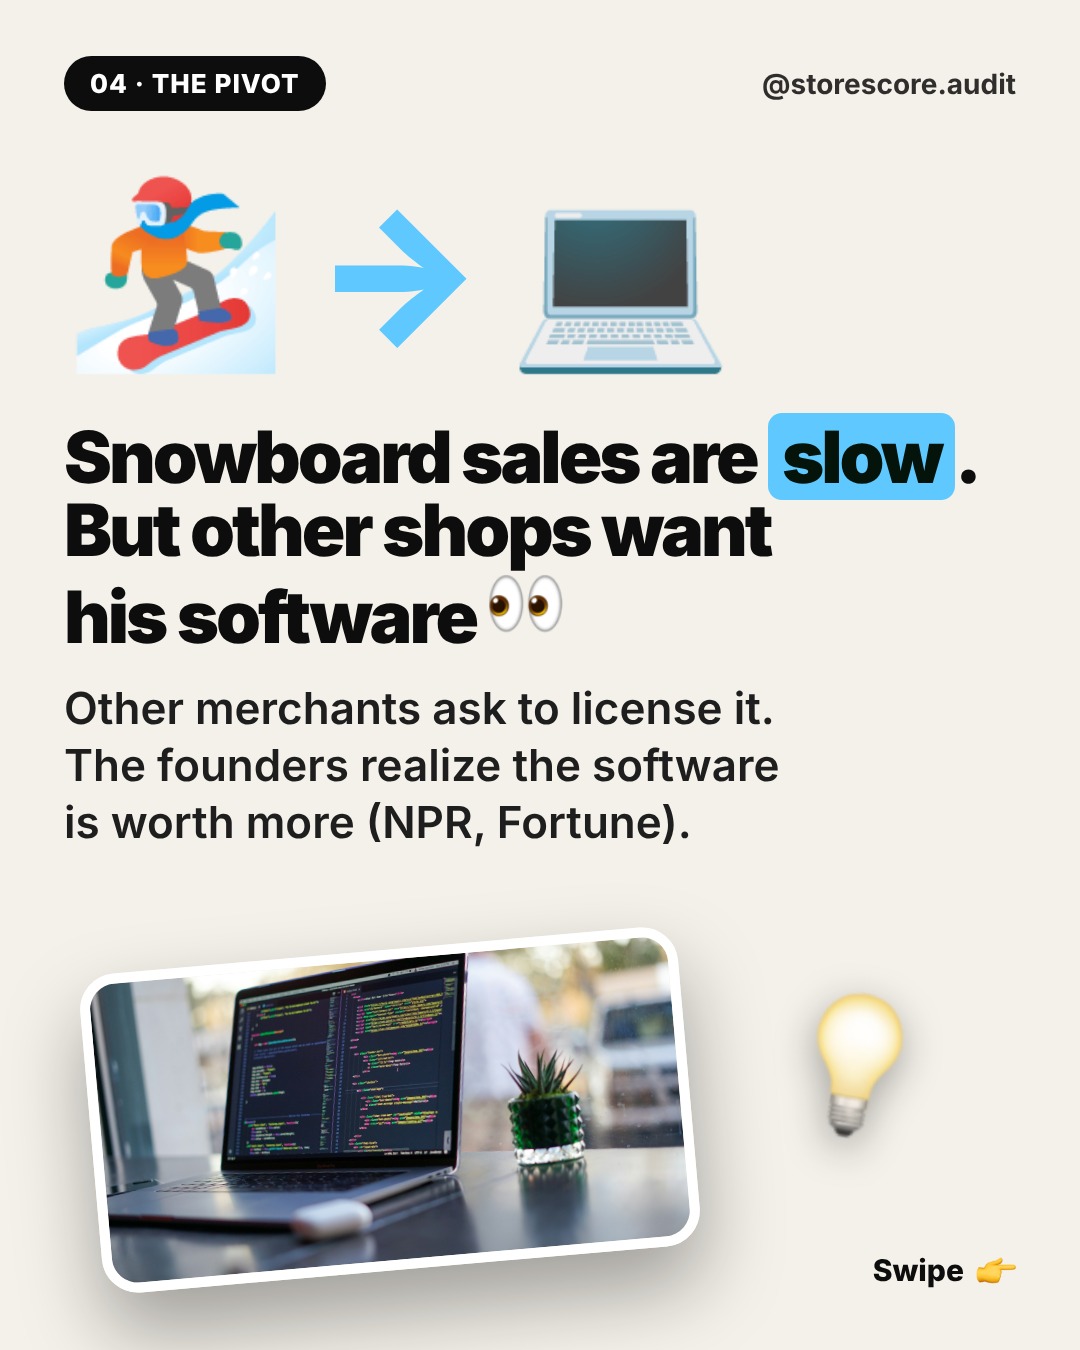 04 · THE PIVOT
@storescore.audit
Snowboard sales are slow.
But other shops want
his software 👀
Other merchants ask to license it.
The founders realize the software
is worth more (NPR, Fortune).
Swipe 👉